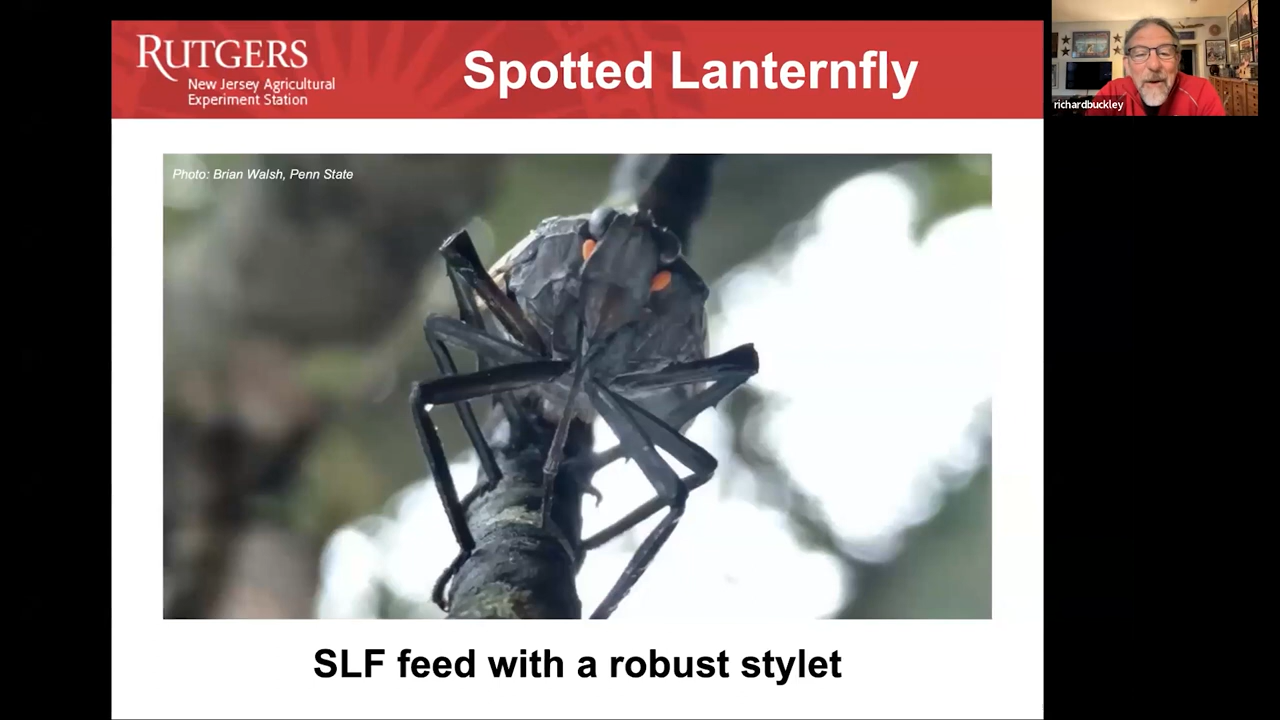 RUTGERS
New Jersey Agricultural
Experiment Station
Spotted Lanternfly
richardbuckley
Photo: Brian Walsh, Penn State
SLF feed with a robust stylet